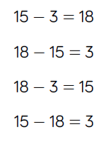 15 − 3 = 18
18 − 15 = 3
18 − 3 = 15
15 − 18 = 3